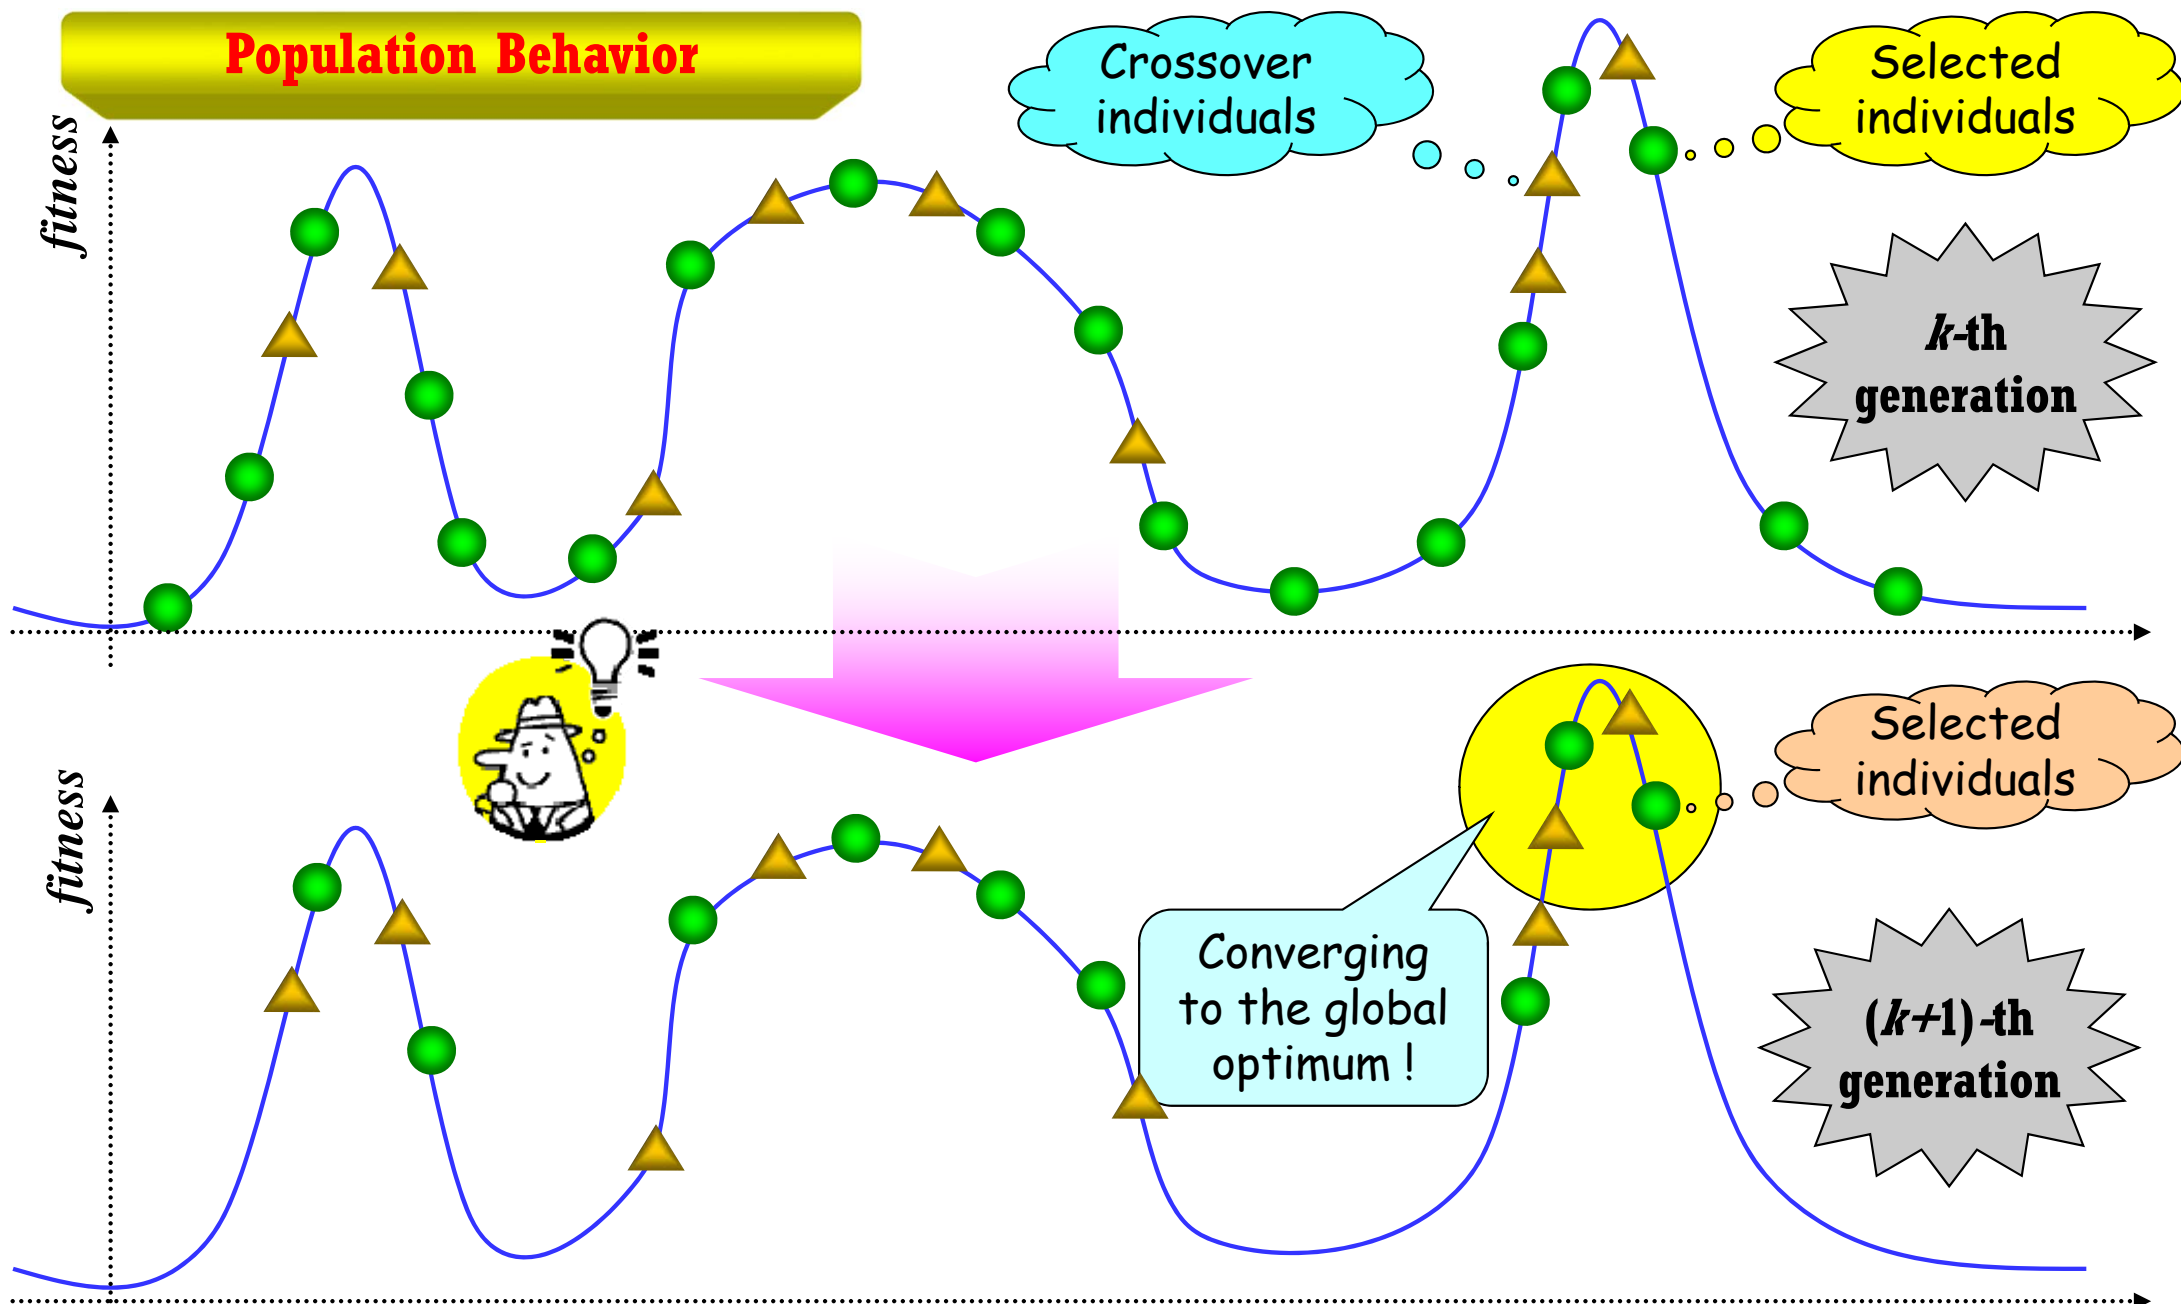 Population Behavior
Crossover
individuals
Selected
individuals
fitness
k-th
generation
Selected
individuals
fitness
Converging
to the global
optimum !
(k+1)-th
generation